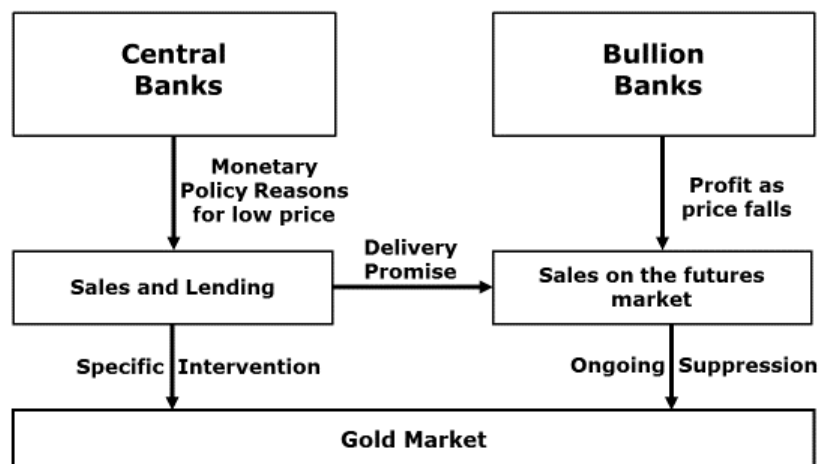 Central
Banks
Bullion
Banks
Monetary
Policy Reasons
for low price
Profit as
price falls
Delivery
Promise
Sales and Lending
Sales on the futures
market
Specific Intervention
Ongoing Suppression
Gold Market